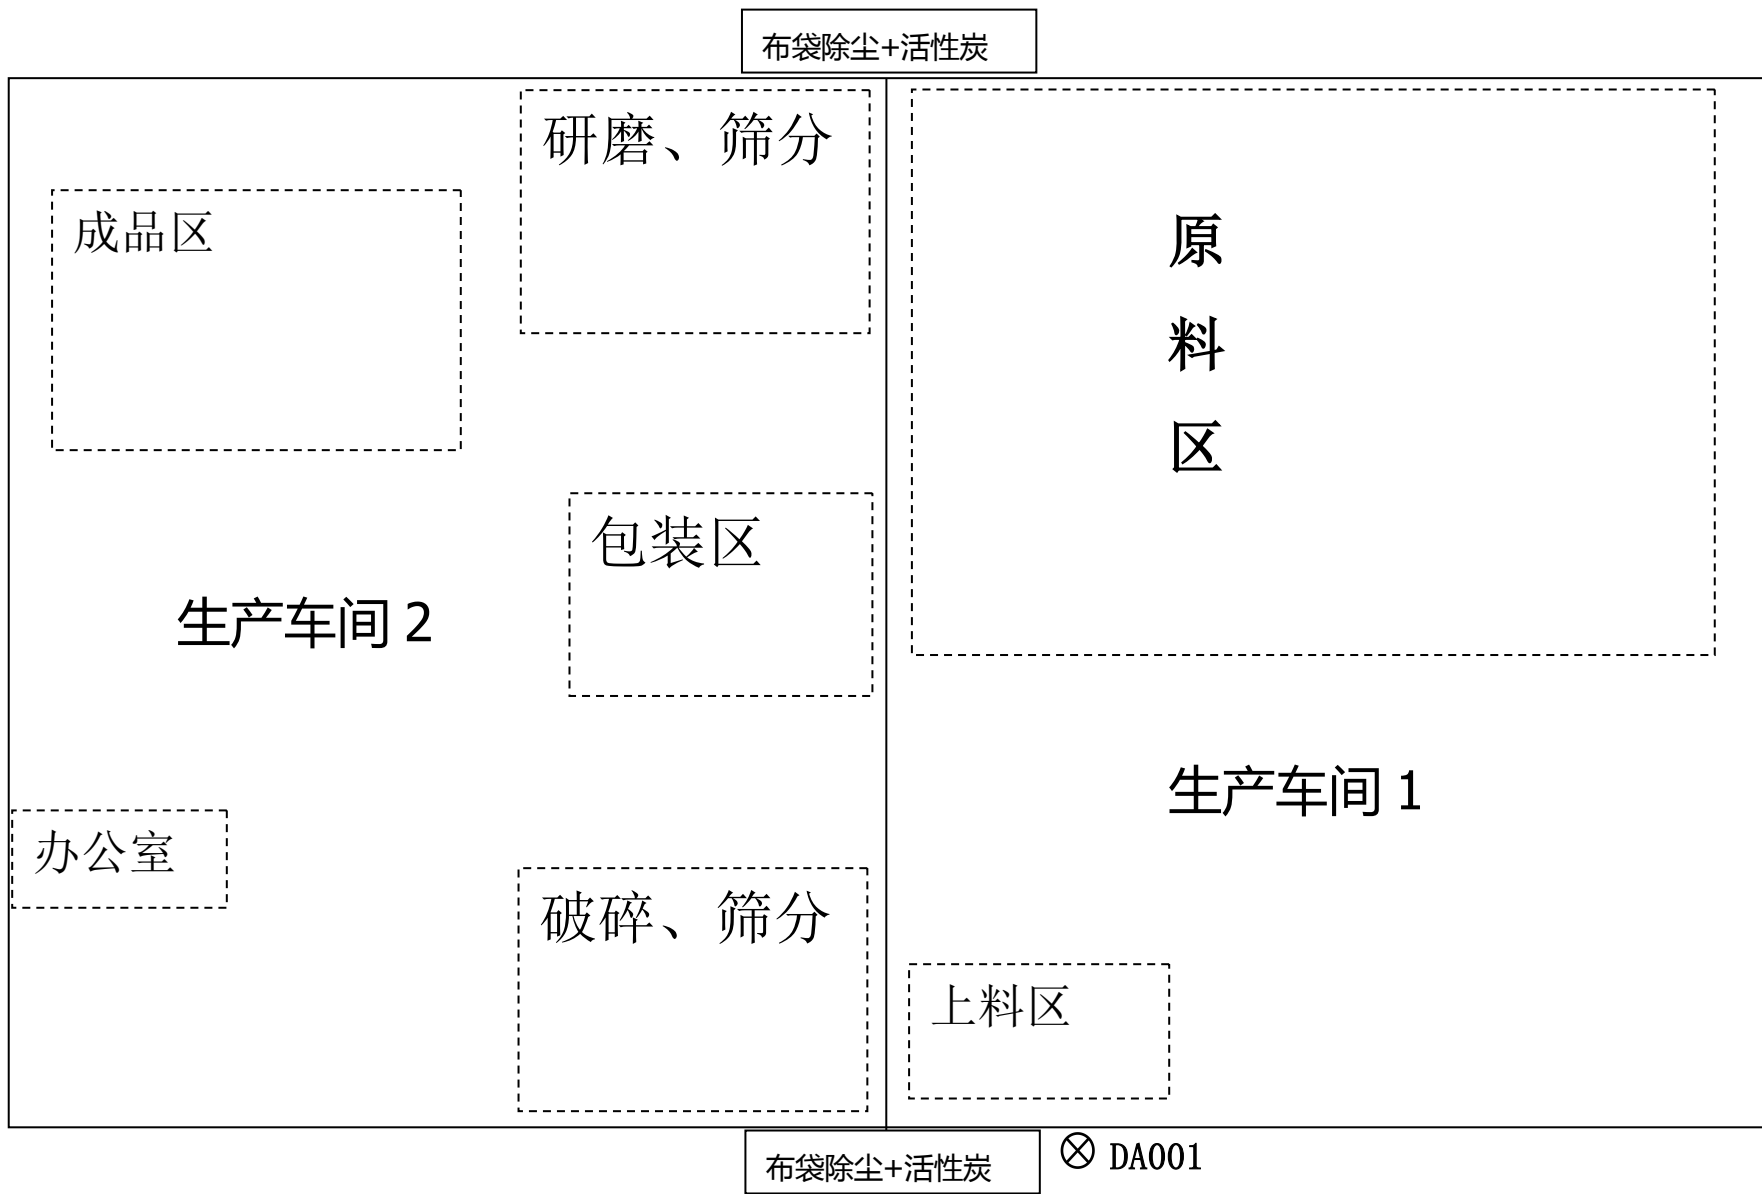 布袋除尘+活性炭
研磨、筛分
成品区
原
料
区
包装区
生产车间 2
生产车间 1
办公室
破碎、筛分
上料区
布袋除尘+活性炭
DA001